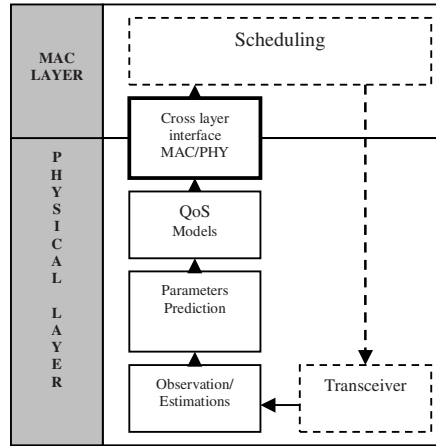 Scheduling
MAC
LAYER
Cross layer
interface
MAC/PHY
P
H
Y
S
I
C
A
L
L
A
Y
E
R
QoS
Models
Parameters
Prediction
Observation/
Estimations
Transceiver